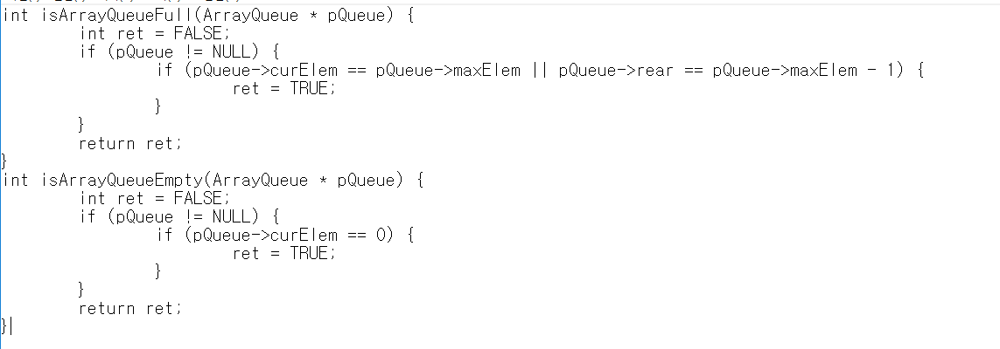 int isArrayQueueFull(ArrayQueue * pQueue) {
        int ret = FALSE;
        if (pQueue != NULL) {
                if (pQueue->curElem == pQueue->maxElem || pQueue->rear == pQueue->maxElem - 1) {
                        ret = TRUE;
                }
        }
        return ret;
}
int isArrayQueueEmpty(ArrayQueue * pQueue) {
        int ret = FALSE;
        if (pQueue != NULL) {
                if (pQueue->curElem == 0) {
                        ret = TRUE;
                }
        }
        return ret;
}